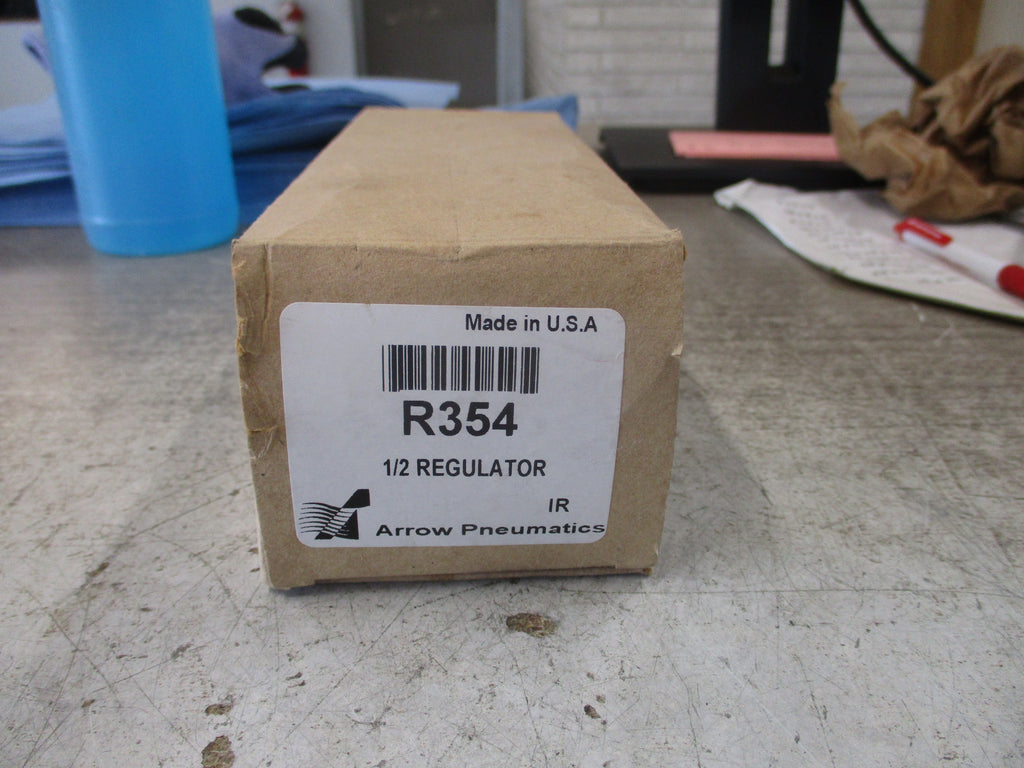 Made in U.S.A
R354
1/2 REGULATOR
IR
Arrow Pneumatics